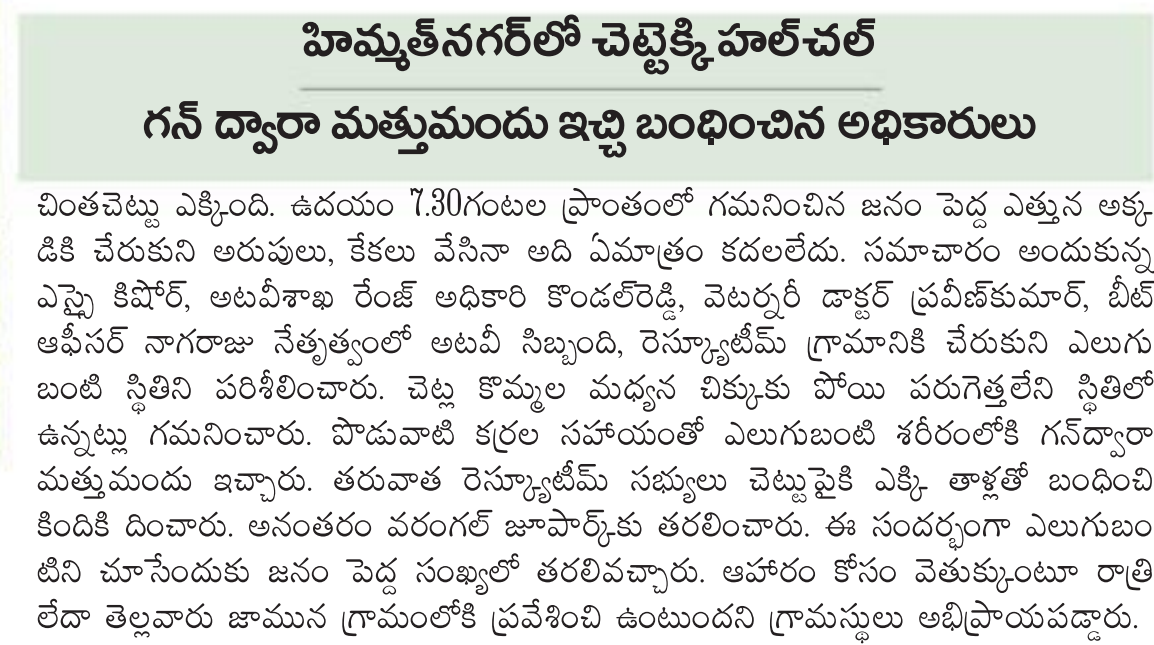 హిమ్మత్‌నగర్‌లో చెట్టెక్కి హల్‌చల్
గన్ ద్వారా మత్తుమందు ఇచ్చి బంధించిన అధికారులు
చింతచెట్టు ఎక్కింది. ఉదయం 7.30గంటల ప్రాంతంలో గమనించిన జనం పెద్ద ఎత్తున అక్క
డికి చేరుకుని అరుపులు, కేకలు వేసినా అది ఏమాత్రం కదలలేదు. సమాచారం అందుకున్న
ఎస్సై కిషోర్, అటవీశాఖ రేంజ్ అధికారి కొండల్‌రెడ్డి, వెటర్నరీ డాక్టర్ ప్రవీణ్‌కుమార్, బీట్
ఆఫీసర్ నాగరాజు నేతృత్వంలో అటవీ సిబ్బంది, రెస్క్యూటీమ్ గ్రామానికి చేరుకుని ఎలుగు
బంటి స్థితిని పరిశీలించారు. చెట్ల కొమ్మల మధ్యన చిక్కుకు పోయి పరుగెత్తలేని స్థితిలో
ఉన్నట్లు గమనించారు. పొడువాటి కర్రల సహాయంతో ఎలుగుబంటి శరీరంలోకి గన్‌ద్వారా
మత్తుమందు ఇచ్చారు. తరువాత రెస్క్యూటీమ్ సభ్యులు చెట్టుపైకి ఎక్కి తాళ్లతో బంధించి
కిందికి దించారు. అనంతరం వరంగల్ జూపార్క్‌కు తరలించారు. ఈ సందర్భంగా ఎలుగుబం
టిని చూసేందుకు జనం పెద్ద సంఖ్యలో తరలివచ్చారు. ఆహారం కోసం వెతుక్కుంటూ రాత్రి
లేదా తెల్లవారు జామున గ్రామంలోకి ప్రవేశించి ఉంటుందని గ్రామస్థులు అభిప్రాయపడ్డారు.